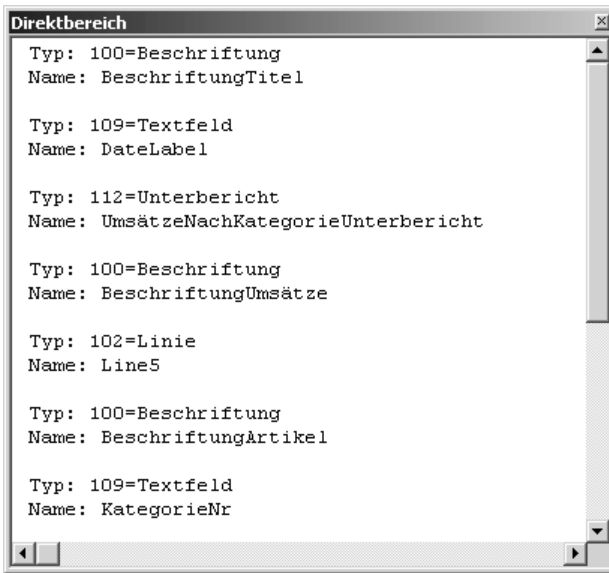 Direktbereich
Typ: 100=Beschriftung
Name: BeschriftungTitel
Typ: 109=Textfeld
Name: DateLabel
Typ: 112=Unterbericht
Name: UmsätzeNachKategorieUnterbericht
Typ: 100=Beschriftung
Name: BeschriftungUmsätze
Typ: 102=Linie
Name: Line5
Typ: 100=Beschriftung
Name: BeschriftungArtikel
Typ: 109=Textfeld
Name: KategorieNr